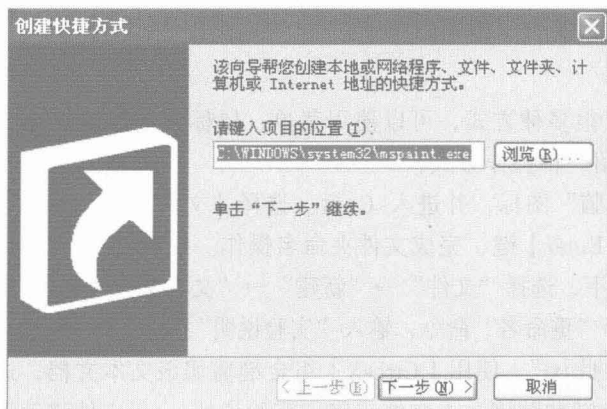 创建快捷方式
该向导帮您创建本地或网络程序、文件、文件夹、计
算机或 Internet 地址的快捷方式。
请键入项目的位置(T):
C:\WINDOWS\system32\mspaint.exe
浏览(R)...
单击“下一步”继续。
<上一步(B) 下一步(N)> 取消